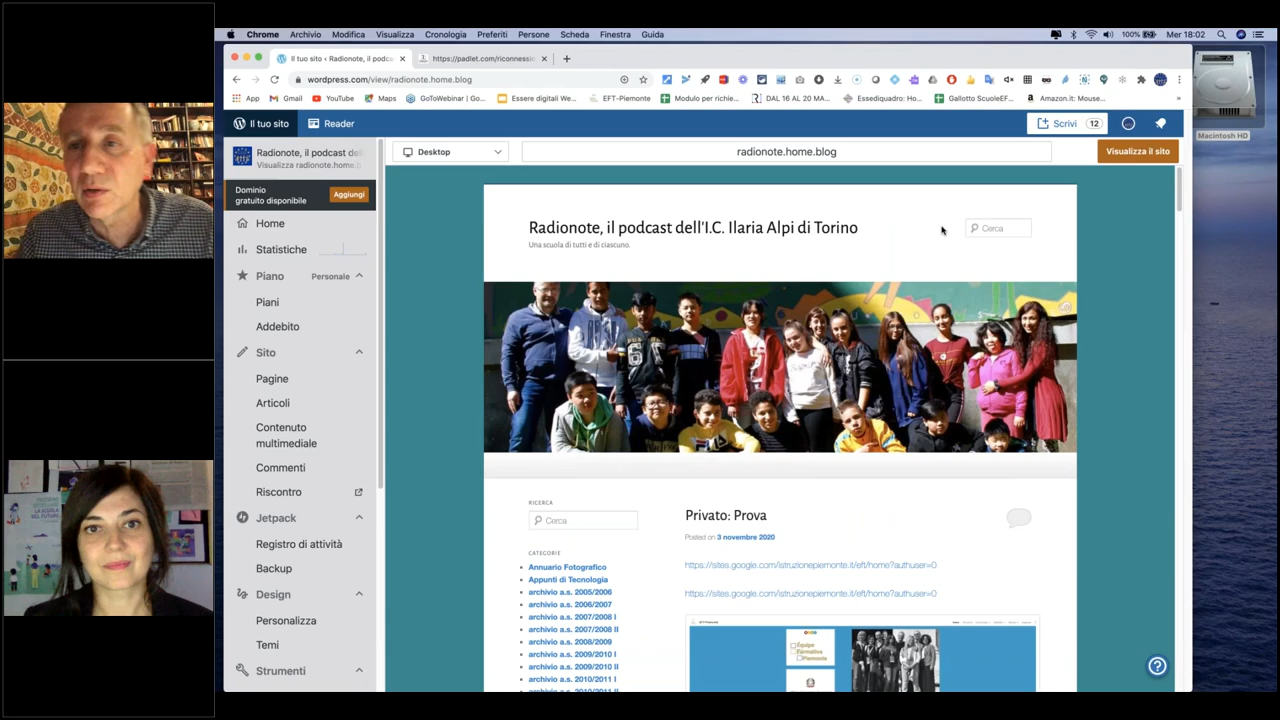 Chrome Archivio Modifica Visualizza Cronologia Preferiti Persone Scheda Finestra Guida 100% Mer 18:02
Il tuo sito ‹ Radionote, il podca × https://padlet.com/riconnessio ×
wordpress.com/view/radionote.home.blog
App Gmail YouTube Maps GoToWebinar | Go... Essere digitali We... EFT-Piemonte Modulo per richie... DAL 16 AL 20 MA... Essediquadro: Ho... Gallotto ScuoleEF... Amazon.it: Mouse... »
Macintosh HD
Il tuo sito Reader Scrivi 12
Radionote, il podcast del
Visualizza radionote.home.b
Desktop radionote.home.blog Visualizza il sito
Dominio
gratuito disponibile Aggiungi
Home
Statistiche
Piano Personale
Piani
Addebito
Sito
Pagine
Articoli
Contenuto
multimediale
Commenti
Riscontro
Jetpack
Registro di attività
Backup
Design
Personalizza
Temi
Strumenti
Radionote, il podcast dell'I.C. Ilaria Alpi di Torino
Una scuola di tutti e di ciascuno.
Cerca
RICERCA
Cerca
CATEGORIE
Annuario Fotografico
Appunti di Tecnologia
archivio a.s. 2005/2006
archivio a.s. 2006/2007
archivio a.s. 2007/2008 I
archivio a.s. 2007/2008 II
archivio a.s. 2008/2009
archivio a.s. 2009/2010 I
archivio a.s. 2009/2010 II
archivio a.s. 2010/2011 I
archivio a.s. 2010/2011 II
Privato: Prova
Posted on 3 novembre 2020
https://sites.google.com/istruzionepiemonte.it/eft/home?authuser=0
https://sites.google.com/istruzionepiemonte.it/eft/home?authuser=0
Équipe
Formativa
Piemonte